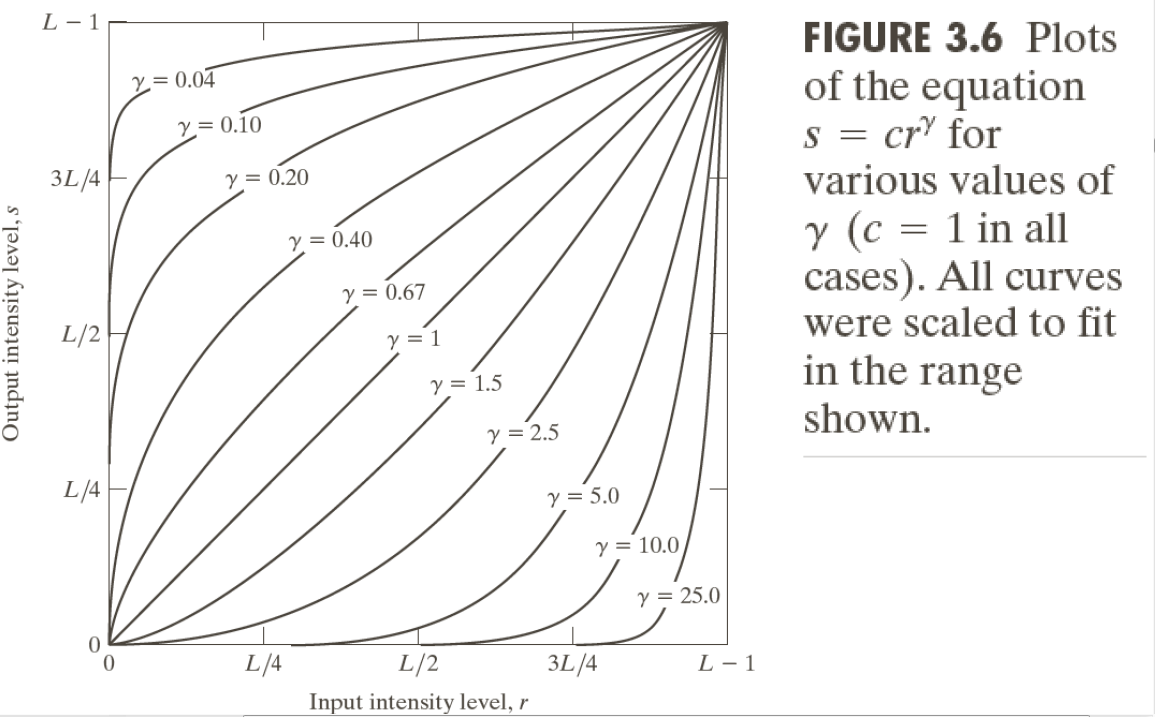 L − 1
γ = 0.04
γ = 0.10
3L/4
γ = 0.20
γ = 0.40
γ = 0.67
L/2
γ = 1
γ = 1.5
γ = 2.5
L/4
γ = 5.0
γ = 10.0
γ = 25.0
0
0
L/4
L/2
3L/4
L − 1
Output intensity level, s
Input intensity level, r
FIGURE 3.6 Plots
of the equation
s = crᵞ for
various values of
γ (c = 1 in all
cases). All curves
were scaled to fit
in the range
shown.